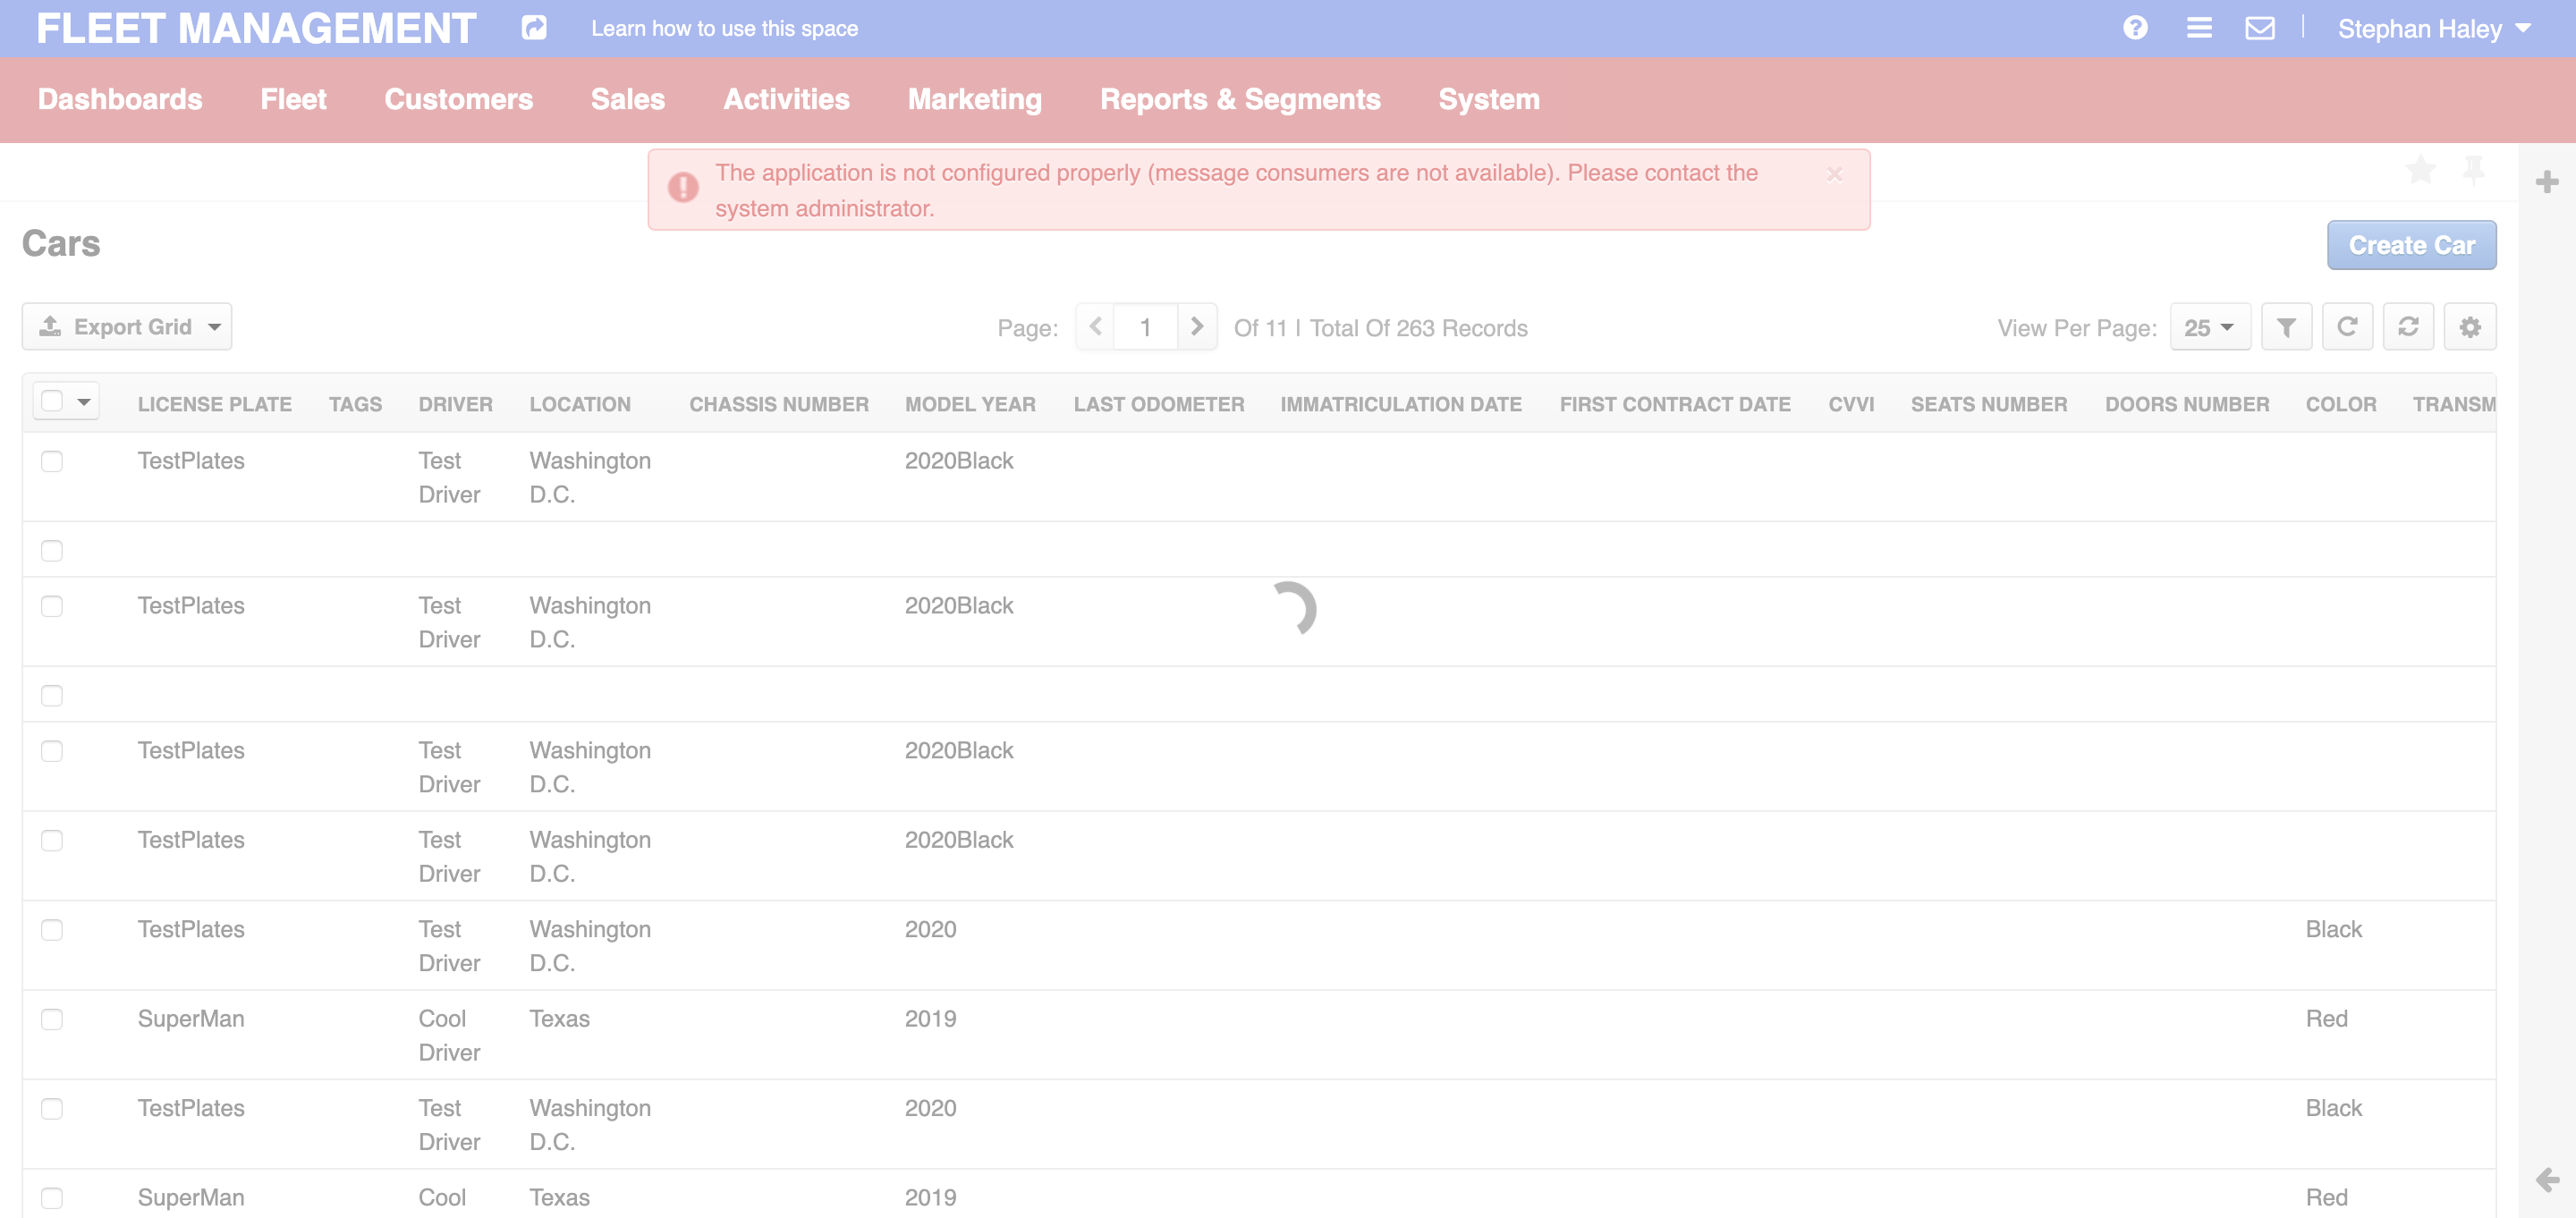 FLEET MANAGEMENT Learn how to use this space Stephan Haley
Dashboards Fleet Customers Sales Activities Marketing Reports & Segments System
The application is not configured properly (message consumers are not available). Please contact the
system administrator.
Cars Create Car
Export Grid Page: 1 Of 11 | Total Of 263 Records View Per Page: 25
LICENSE PLATE TAGS DRIVER LOCATION CHASSIS NUMBER MODEL YEAR LAST ODOMETER IMMATRICULATION DATE FIRST CONTRACT DATE CVVI SEATS NUMBER DOORS NUMBER COLOR TRANSM
TestPlates Test Washington 2020Black
Driver D.C.
TestPlates Test Washington 2020Black
Driver D.C.
TestPlates Test Washington 2020Black
Driver D.C.
TestPlates Test Washington 2020Black
Driver D.C.
TestPlates Test Washington 2020 Black
Driver D.C.
SuperMan Cool Texas 2019 Red
Driver
TestPlates Test Washington 2020 Black
Driver D.C.
SuperMan Cool Texas 2019 Red